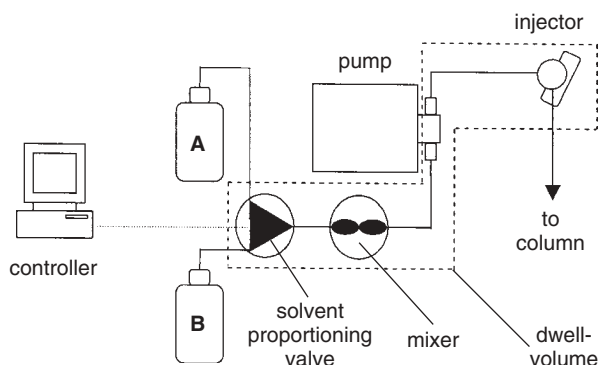 injector
pump
A
to
column
controller
B
solvent
proportioning
valve
mixer
dwell-
volume